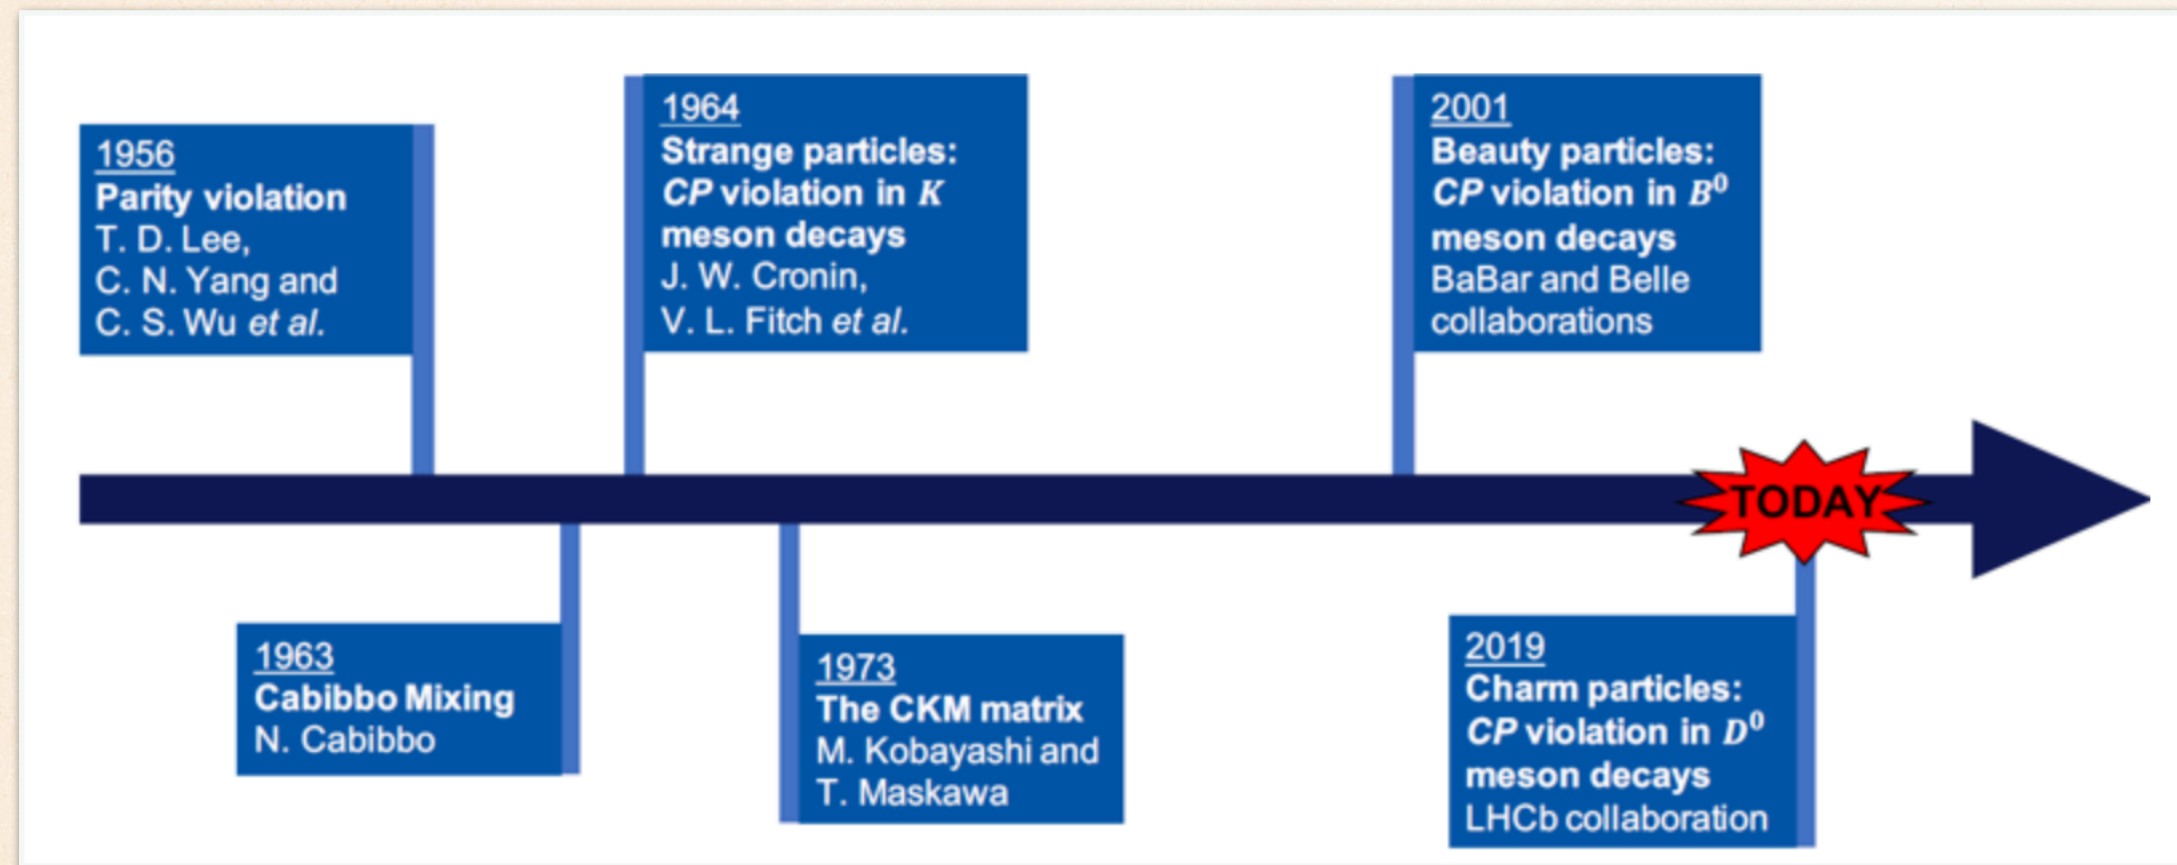 1956
Parity violation
T. D. Lee,
C. N. Yang and
C. S. Wu et al.
1963
Cabibbo Mixing
N. Cabibbo
1964
Strange particles:
CP violation in K
meson decays
J. W. Cronin,
V. L. Fitch et al.
1973
The CKM matrix
M. Kobayashi and
T. Maskawa
2001
Beauty particles:
CP violation in B⁰
meson decays
BaBar and Belle
collaborations
TODAY
2019
Charm particles:
CP violation in D⁰
meson decays
LHCb collaboration